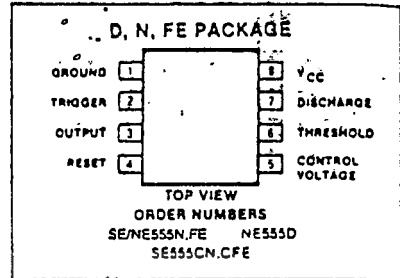 D, N, FE PACKAGE
GROUND 1 8 VCC
TRIGGER 2 7 DISCHARGE
OUTPUT 3 6 THRESHOLD
RESET 4 5 CONTROL VOLTAGE
TOP VIEW
ORDER NUMBERS
SE/NE555N,FE NE555D
SE555CN,CFE